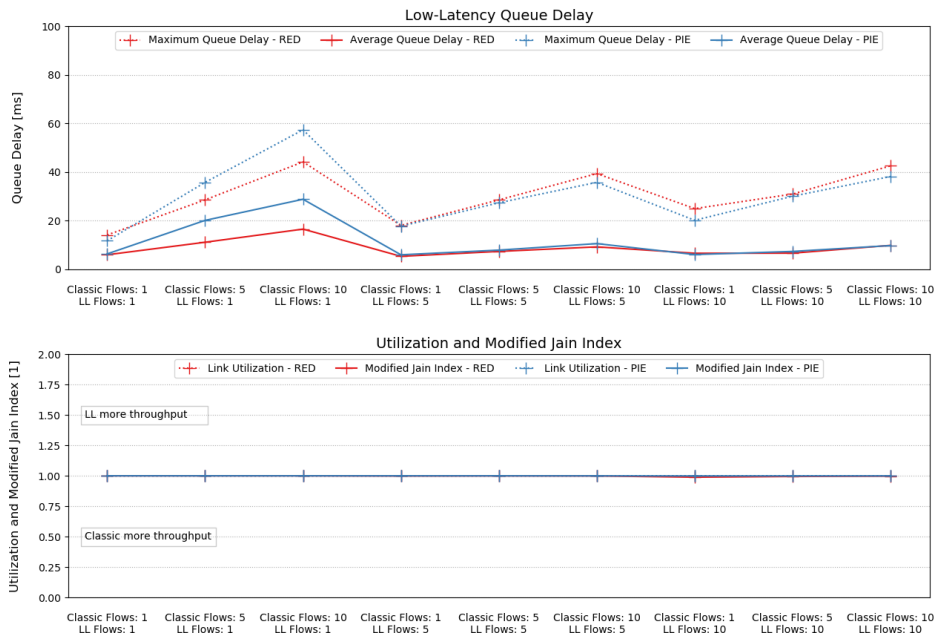 Low-Latency Queue Delay
Maximum Queue Delay - RED
Average Queue Delay - RED
Maximum Queue Delay - PIE
Average Queue Delay - PIE
Queue Delay [ms]
100
80
60
40
20
0
Classic Flows: 1
LL Flows: 1
Classic Flows: 5
LL Flows: 1
Classic Flows: 10
LL Flows: 1
Classic Flows: 1
LL Flows: 5
Classic Flows: 5
LL Flows: 5
Classic Flows: 10
LL Flows: 5
Classic Flows: 1
LL Flows: 10
Classic Flows: 5
LL Flows: 10
Classic Flows: 10
LL Flows: 10
Utilization and Modified Jain Index
Link Utilization - RED
Modified Jain Index - RED
Link Utilization - PIE
Modified Jain Index - PIE
Utilization and Modified Jain Index [1]
2.00
1.75
1.50
1.25
1.00
0.75
0.50
0.25
0.00
LL more throughput
Classic more throughput
Classic Flows: 1
LL Flows: 1
Classic Flows: 5
LL Flows: 1
Classic Flows: 10
LL Flows: 1
Classic Flows: 1
LL Flows: 5
Classic Flows: 5
LL Flows: 5
Classic Flows: 10
LL Flows: 5
Classic Flows: 1
LL Flows: 10
Classic Flows: 5
LL Flows: 10
Classic Flows: 10
LL Flows: 10